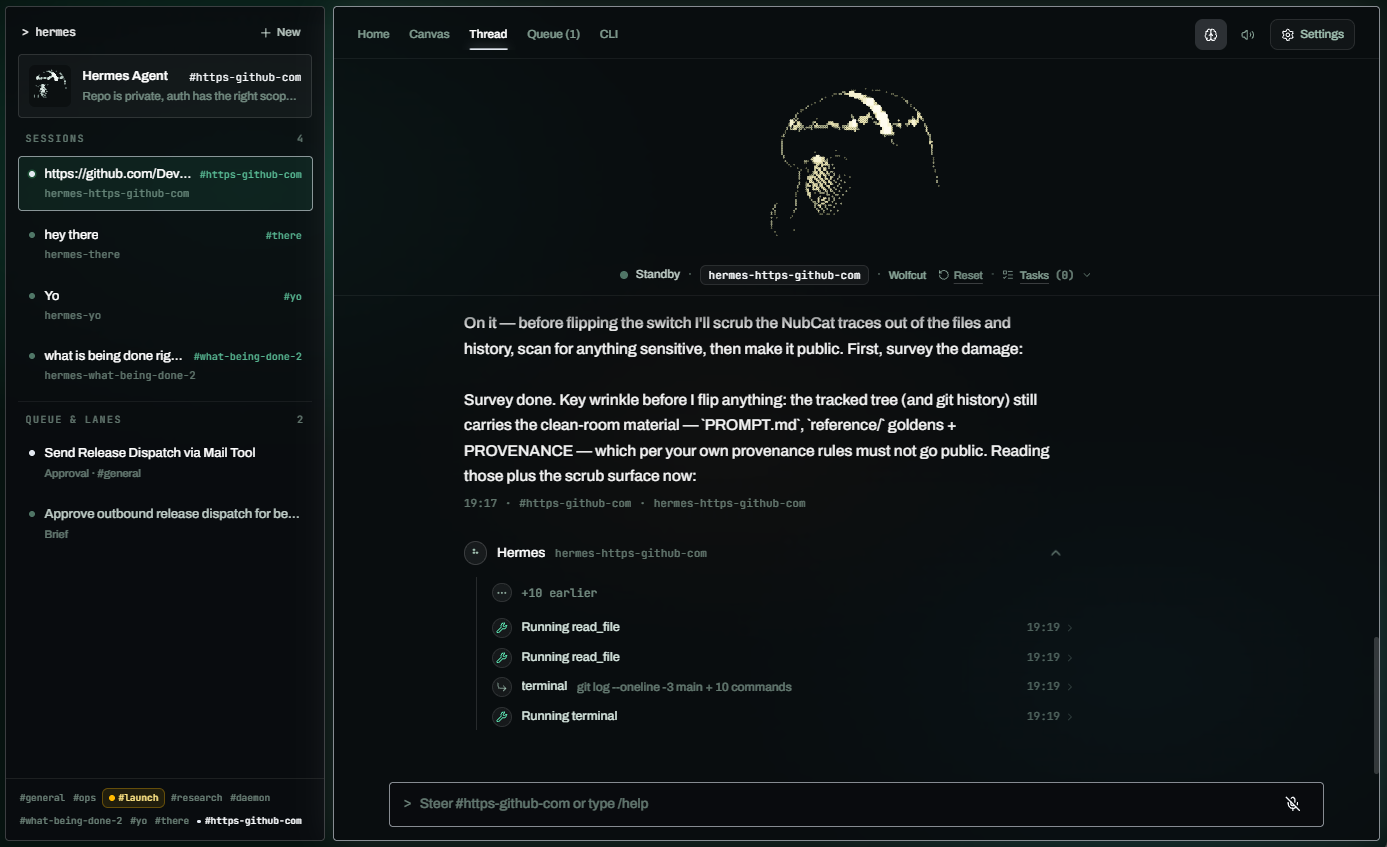 > hermes
+ New
Hermes Agent #https-github-com
Repo is private, auth has the right scop...
SESSIONS 4
https://github.com/Dev... #https-github-com
hermes-https-github-com
hey there #there
hermes-there
Yo #yo
hermes-yo
what is being done rig... #what-being-done-2
hermes-what-being-done-2
QUEUE & LANES 2
Send Release Dispatch via Mail Tool
Approval · #general
Approve outbound release dispatch for be...
Brief
#general #ops #launch #research #daemon
#what-being-done-2 #yo #there #https-github-com
Home Canvas Thread Queue (1) CLI
Settings
Standby · hermes-https-github-com · Wolfcut Reset · Tasks (0)
On it — before flipping the switch I'll scrub the NubCat traces out of the files and
history, scan for anything sensitive, then make it public. First, survey the damage:
Survey done. Key wrinkle before I flip anything: the tracked tree (and git history) still
carries the clean-room material — `PROMPT.md`, `reference/` goldens +
PROVENANCE — which per your own provenance rules must not go public. Reading
those plus the scrub surface now:
19:17 · #https-github-com · hermes-https-github-com
Hermes hermes-https-github-com
+10 earlier
Running read_file 19:19
Running read_file 19:19
terminal git log --oneline -3 main + 10 commands 19:19
Running terminal 19:19
> Steer #https-github-com or type /help